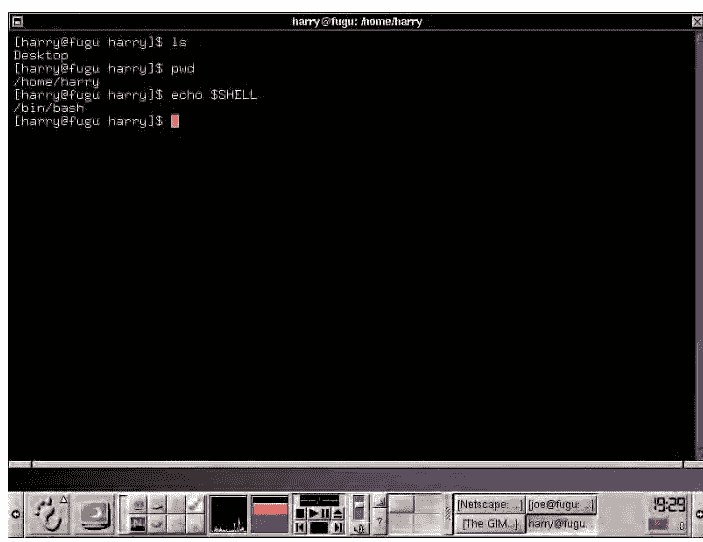 harry@fugu: /home/harry
[harry@fugu harry]$ ls
Desktop
[harry@fugu harry]$ pwd
/home/harry
[harry@fugu harry]$ echo $SHELL
/bin/bash
[harry@fugu harry]$
[Netscape: ..] [joe@fugu: ..]
[The GIM..] harry@fugu:
19:29
0
?